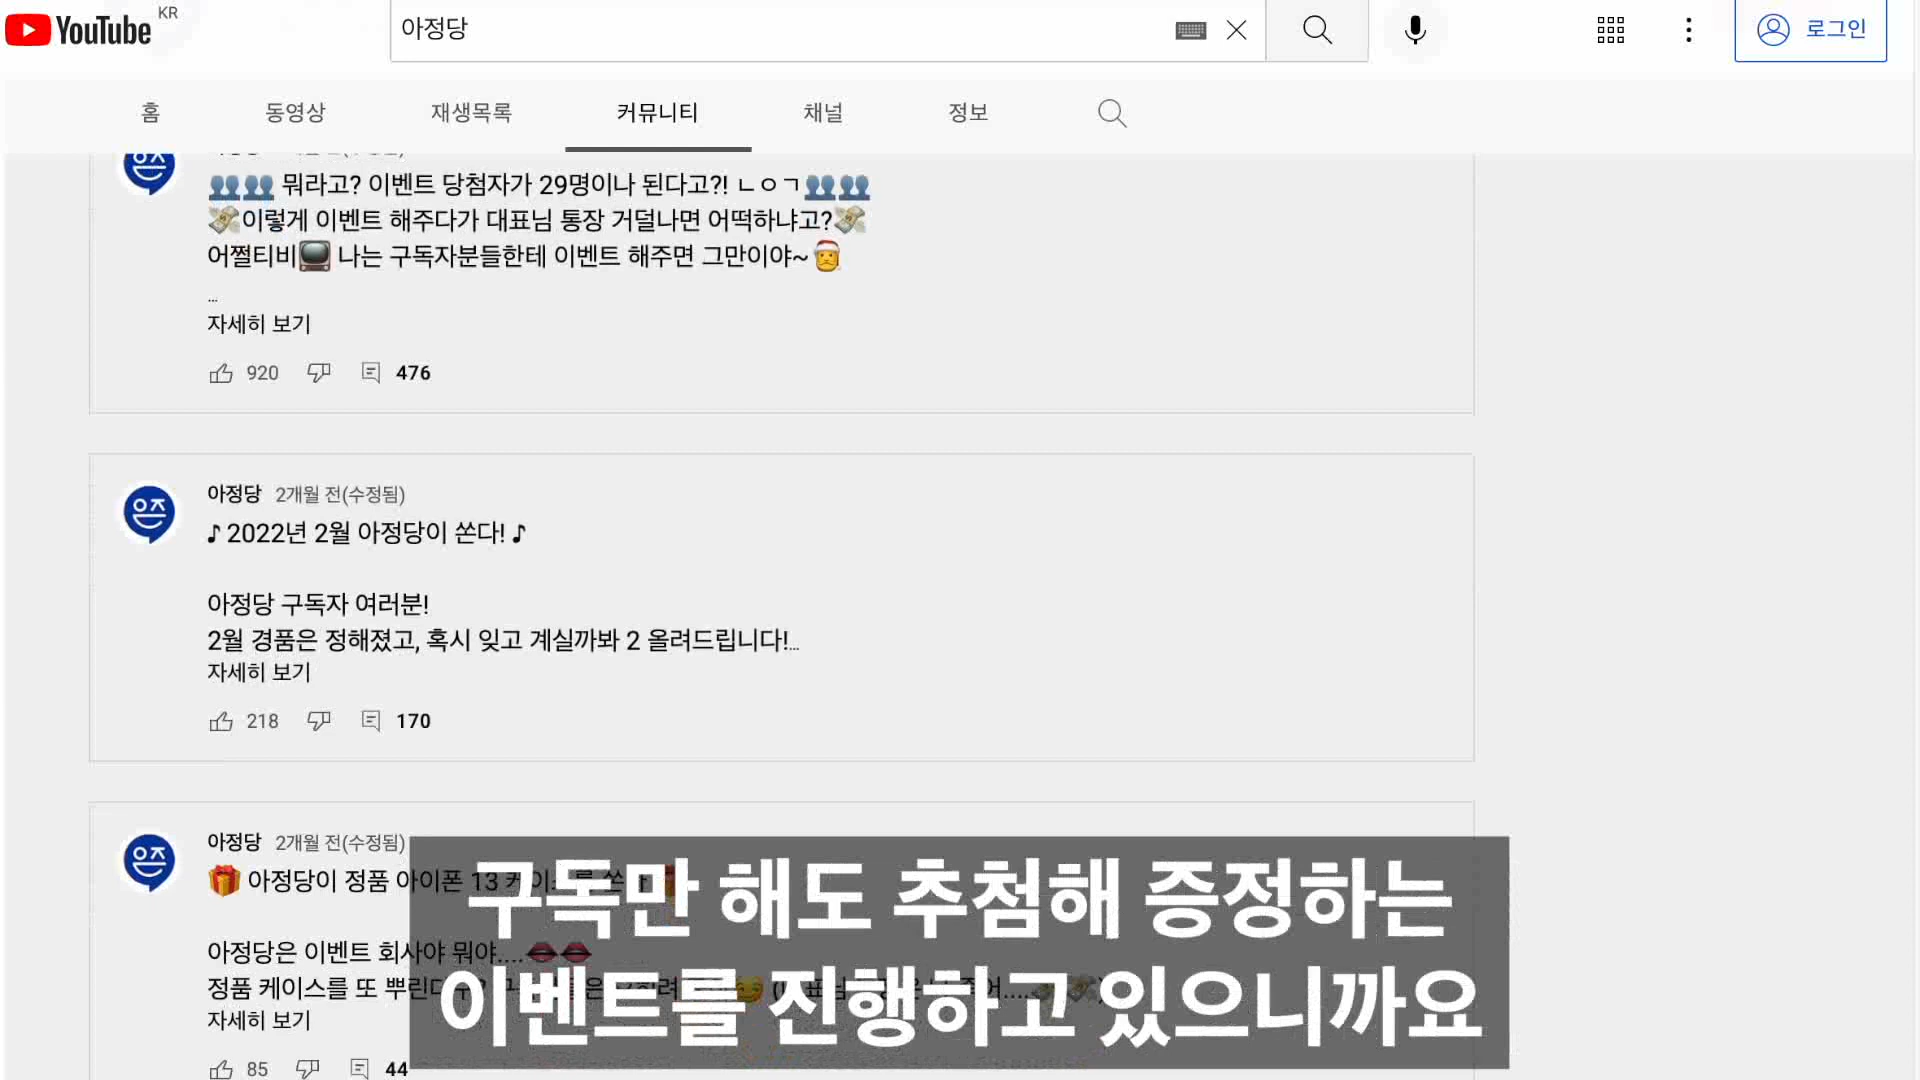 YouTube KR
아정당
로그인
홈 동영상 재생목록 커뮤니티 채널 정보
👥👥 뭐라고? 이벤트 당첨자가 29명이나 된다고?! ㄴㅇㄱ👥👥
💸이렇게 이벤트 해주다가 대표님 통장 거덜나면 어떡하냐고?💸
어쩔티비📺 나는 구독자분들한테 이벤트 해주면 그만이야~🎅
...
자세히 보기
920 476
아정당 2개월 전(수정됨)
♪ 2022년 2월 아정당이 쏜다! ♪
아정당 구독자 여러분!
2월 경품은 정해졌고, 혹시 잊고 계실까봐 2 올려드립니다!...
자세히 보기
218 170
아정당 2개월 전(수정됨)
🎁 아정당이 정품 아이폰 13
아정당은 이벤트 회사야 뭐야....👄👄
정품 케이스를 또
자세히 보기
85 44
구독만 해도 추첨해 증정하는
이벤트를 진행하고 있으니까요